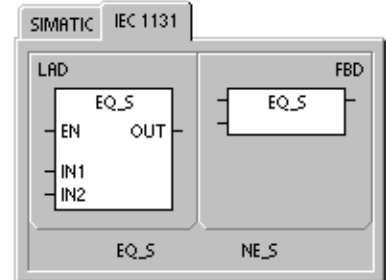 SIMATIC IEC 1131
LAD FBD
EQ_S EQ_S
EN OUT
IN1
IN2
EQ_S NE_S